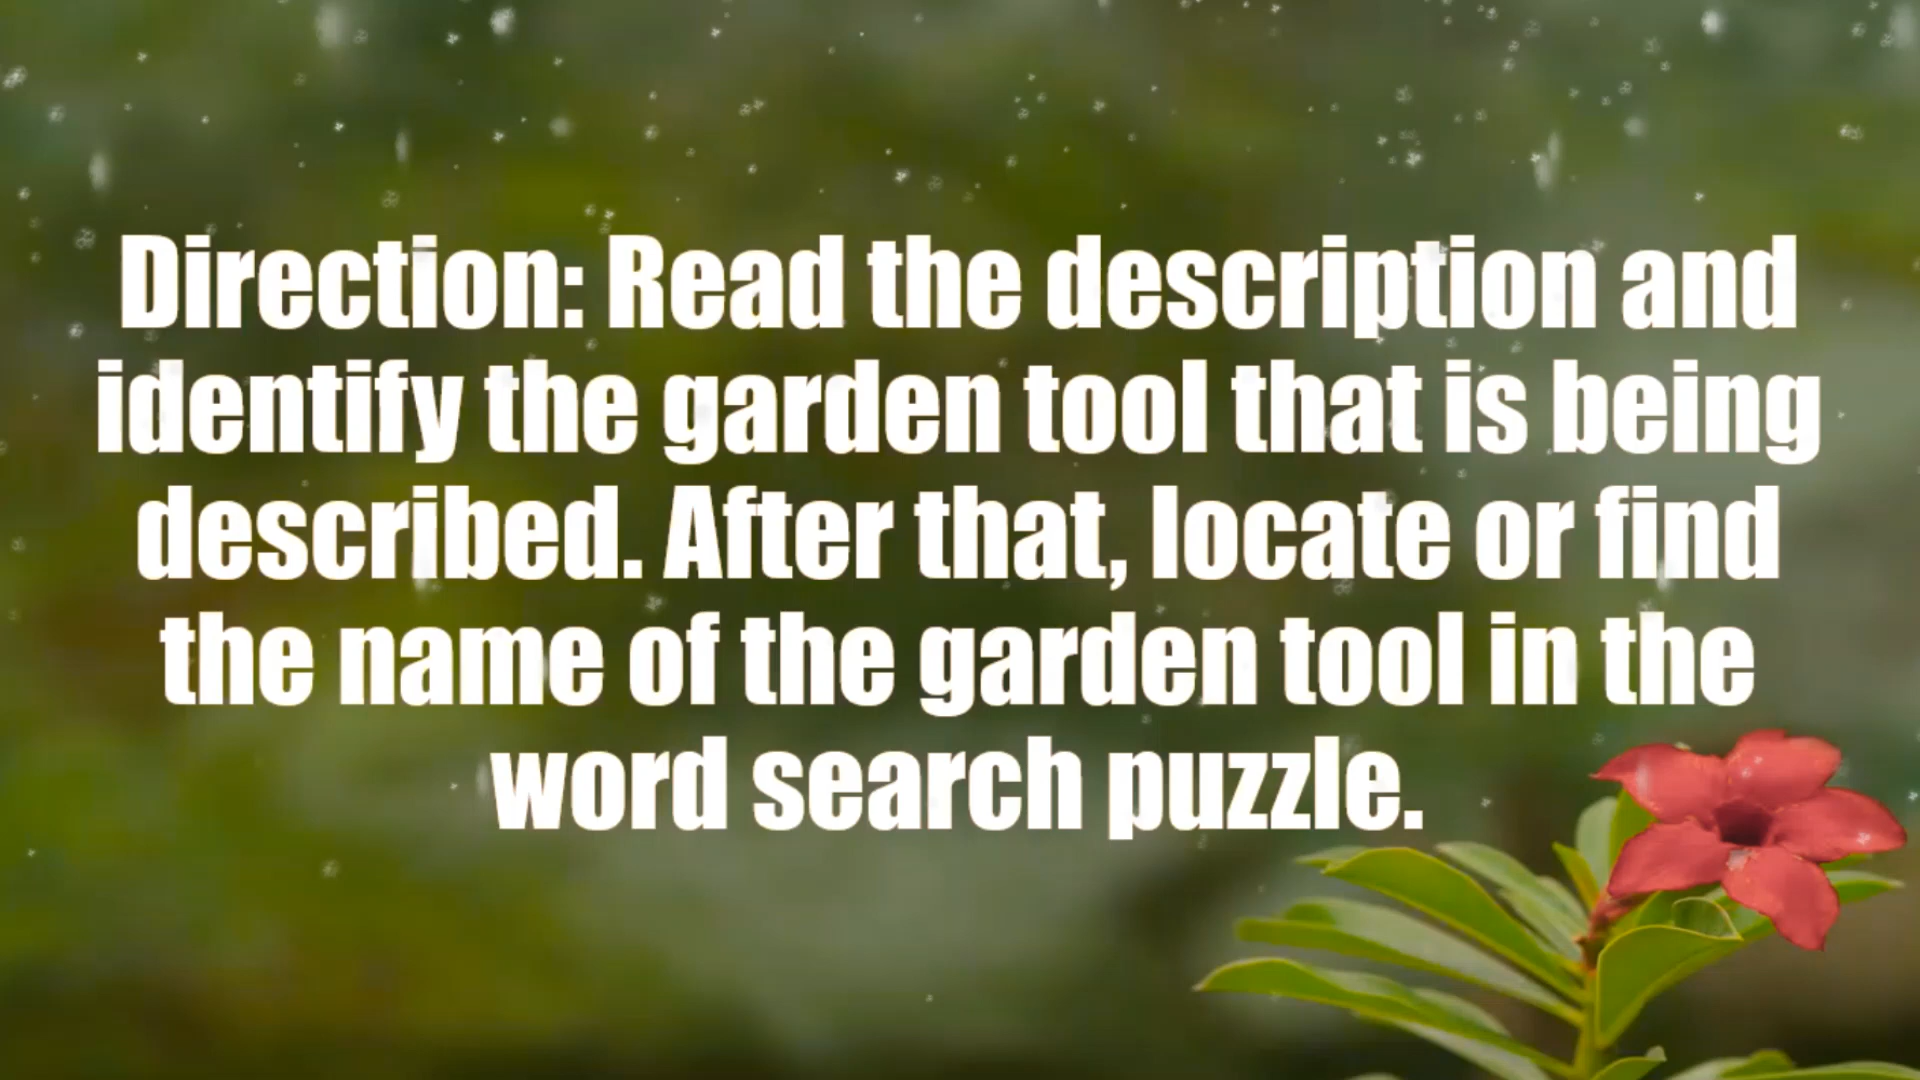 Direction: Read the description and
identify the garden tool that is being
described. After that, locate or find
the name of the garden tool in the
word search puzzle.